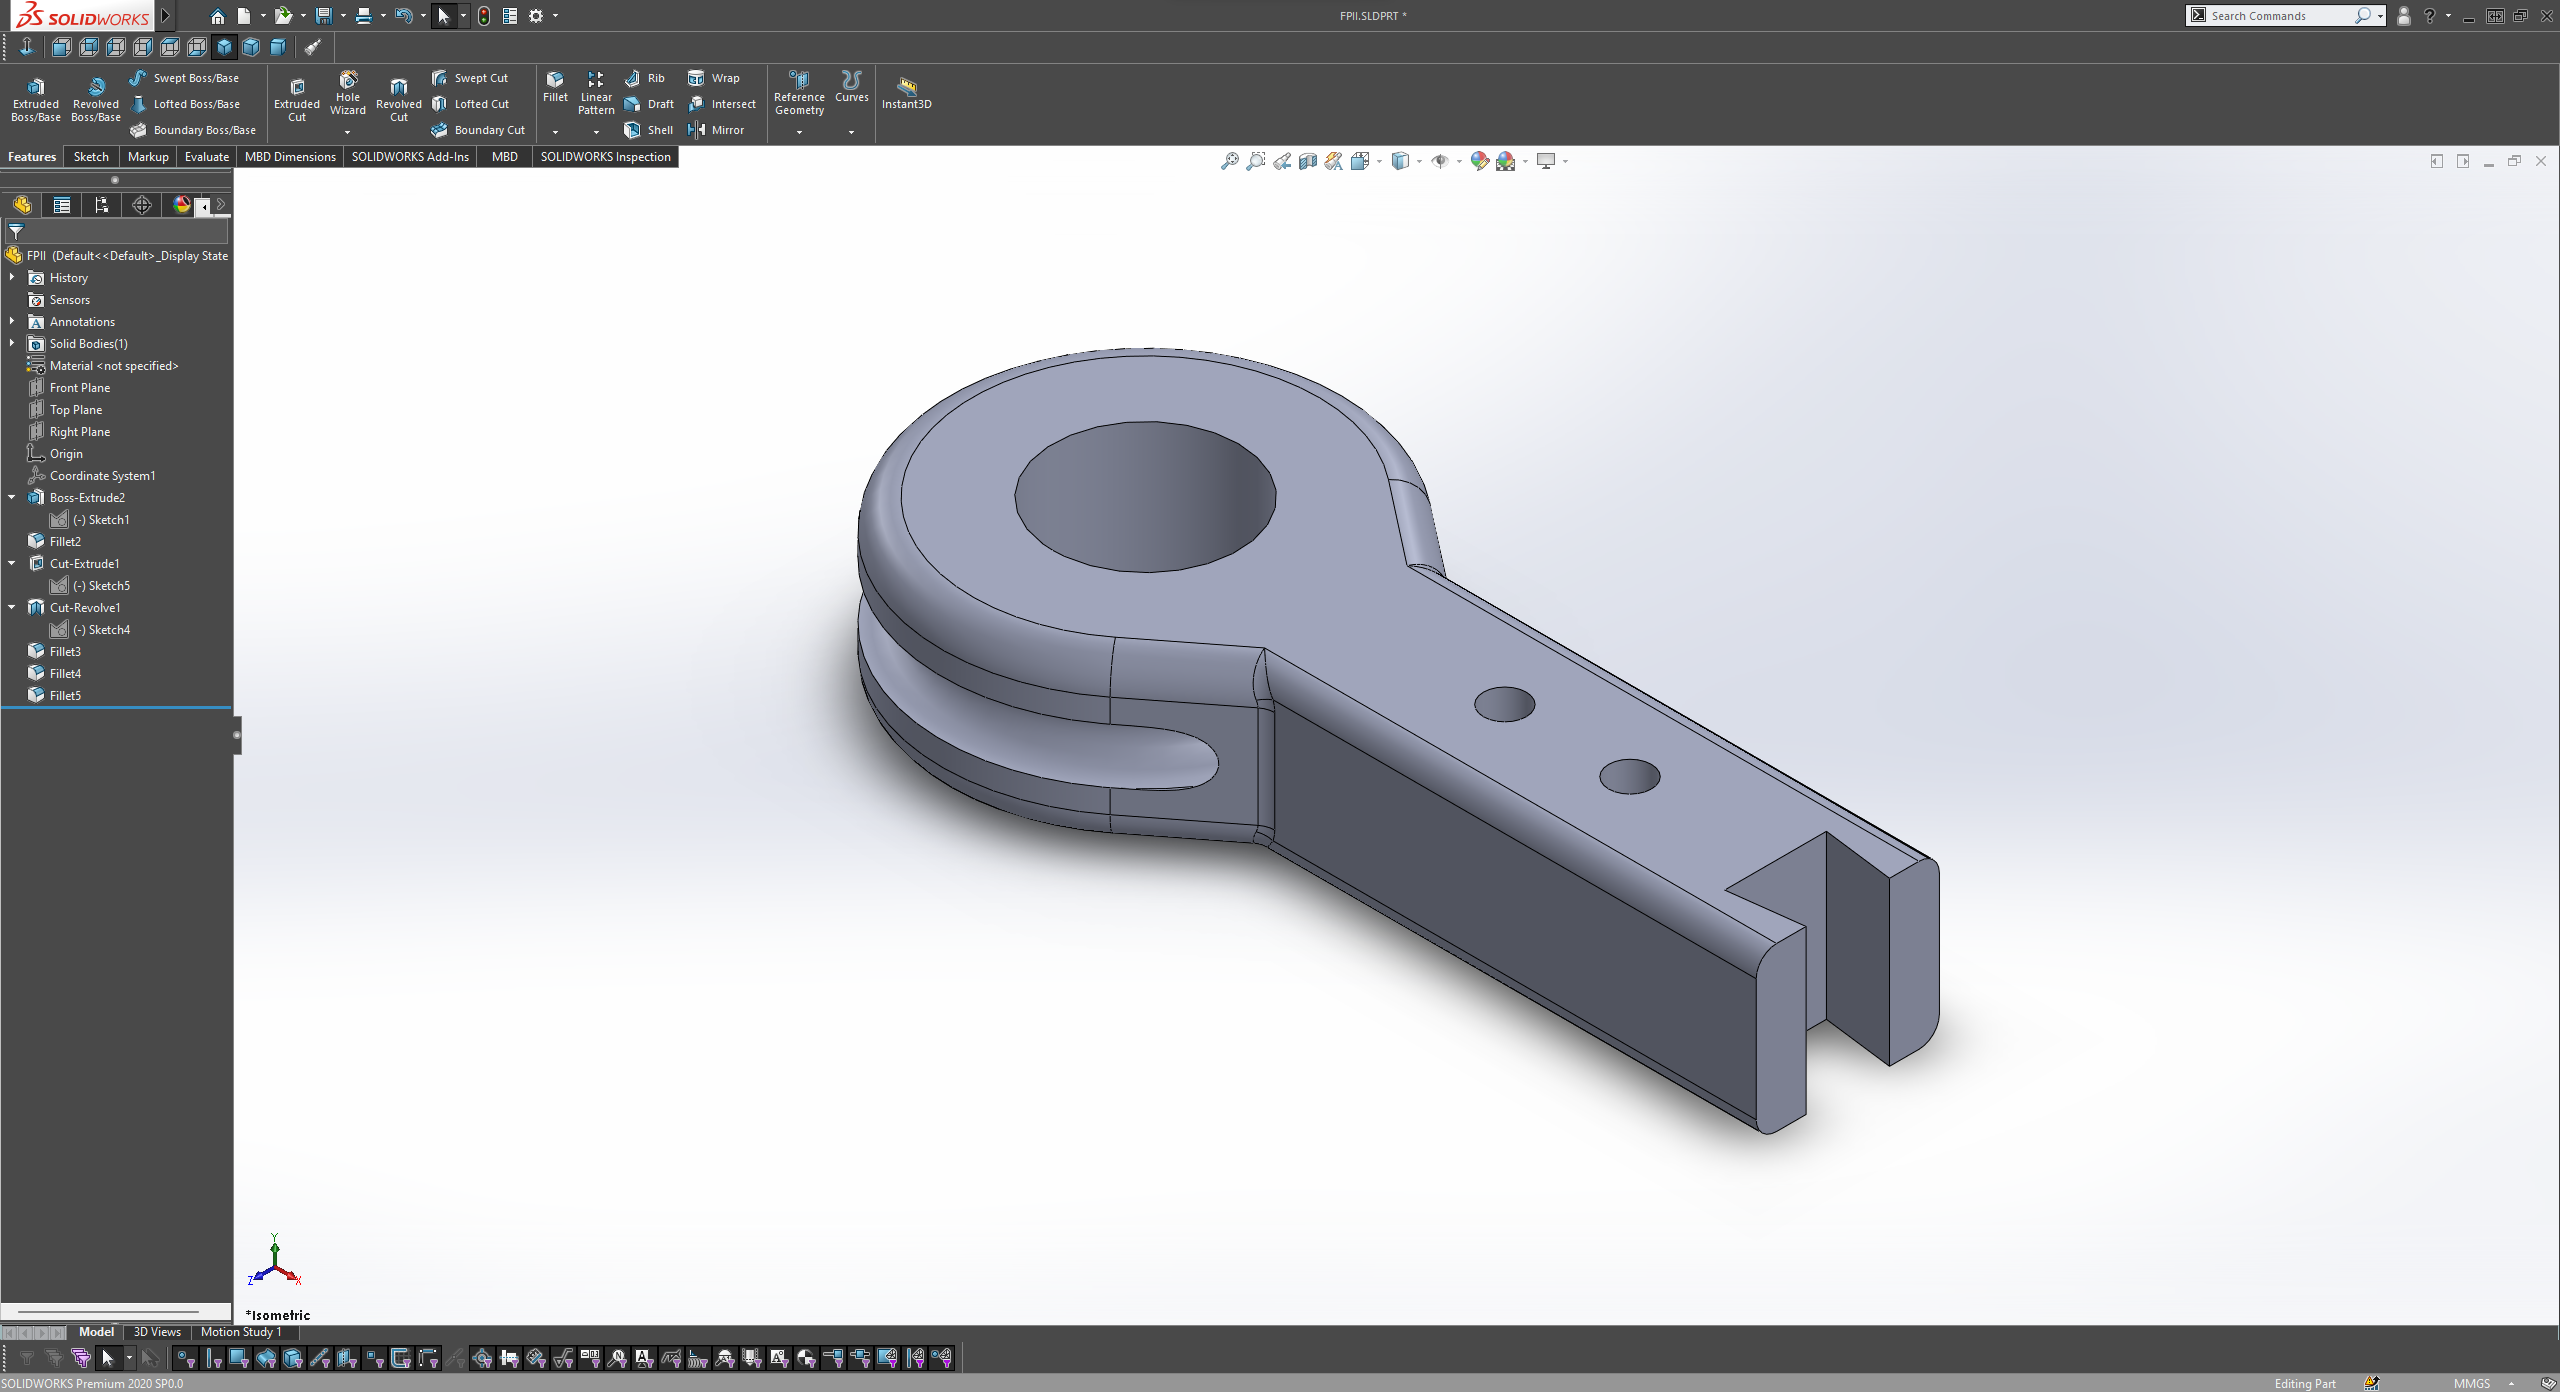 SOLIDWORKS
FPII.SLDPRT *
Search Commands
Extruded Boss/Base
Revolved Boss/Base
Swept Boss/Base
Lofted Boss/Base
Boundary Boss/Base
Extruded Cut
Hole Wizard
Revolved Cut
Swept Cut
Lofted Cut
Boundary Cut
Fillet
Linear Pattern
Rib
Draft
Shell
Wrap
Intersect
Mirror
Reference Geometry
Curves
Instant3D
Features
Sketch
Markup
Evaluate
MBD Dimensions
SOLIDWORKS Add-Ins
MBD
SOLIDWORKS Inspection
FPII (Default<<Default>_Display State
History
Sensors
Annotations
Solid Bodies(1)
Material <not specified>
Front Plane
Top Plane
Right Plane
Origin
Coordinate System1
Boss-Extrude2
(-) Sketch1
Fillet2
Cut-Extrude1
(-) Sketch5
Cut-Revolve1
(-) Sketch4
Fillet3
Fillet4
Fillet5
Y
Z
X
*Isometric
Model
3D Views
Motion Study 1
SOLIDWORKS Premium 2020 SP0.0
Editing Part
MMGS